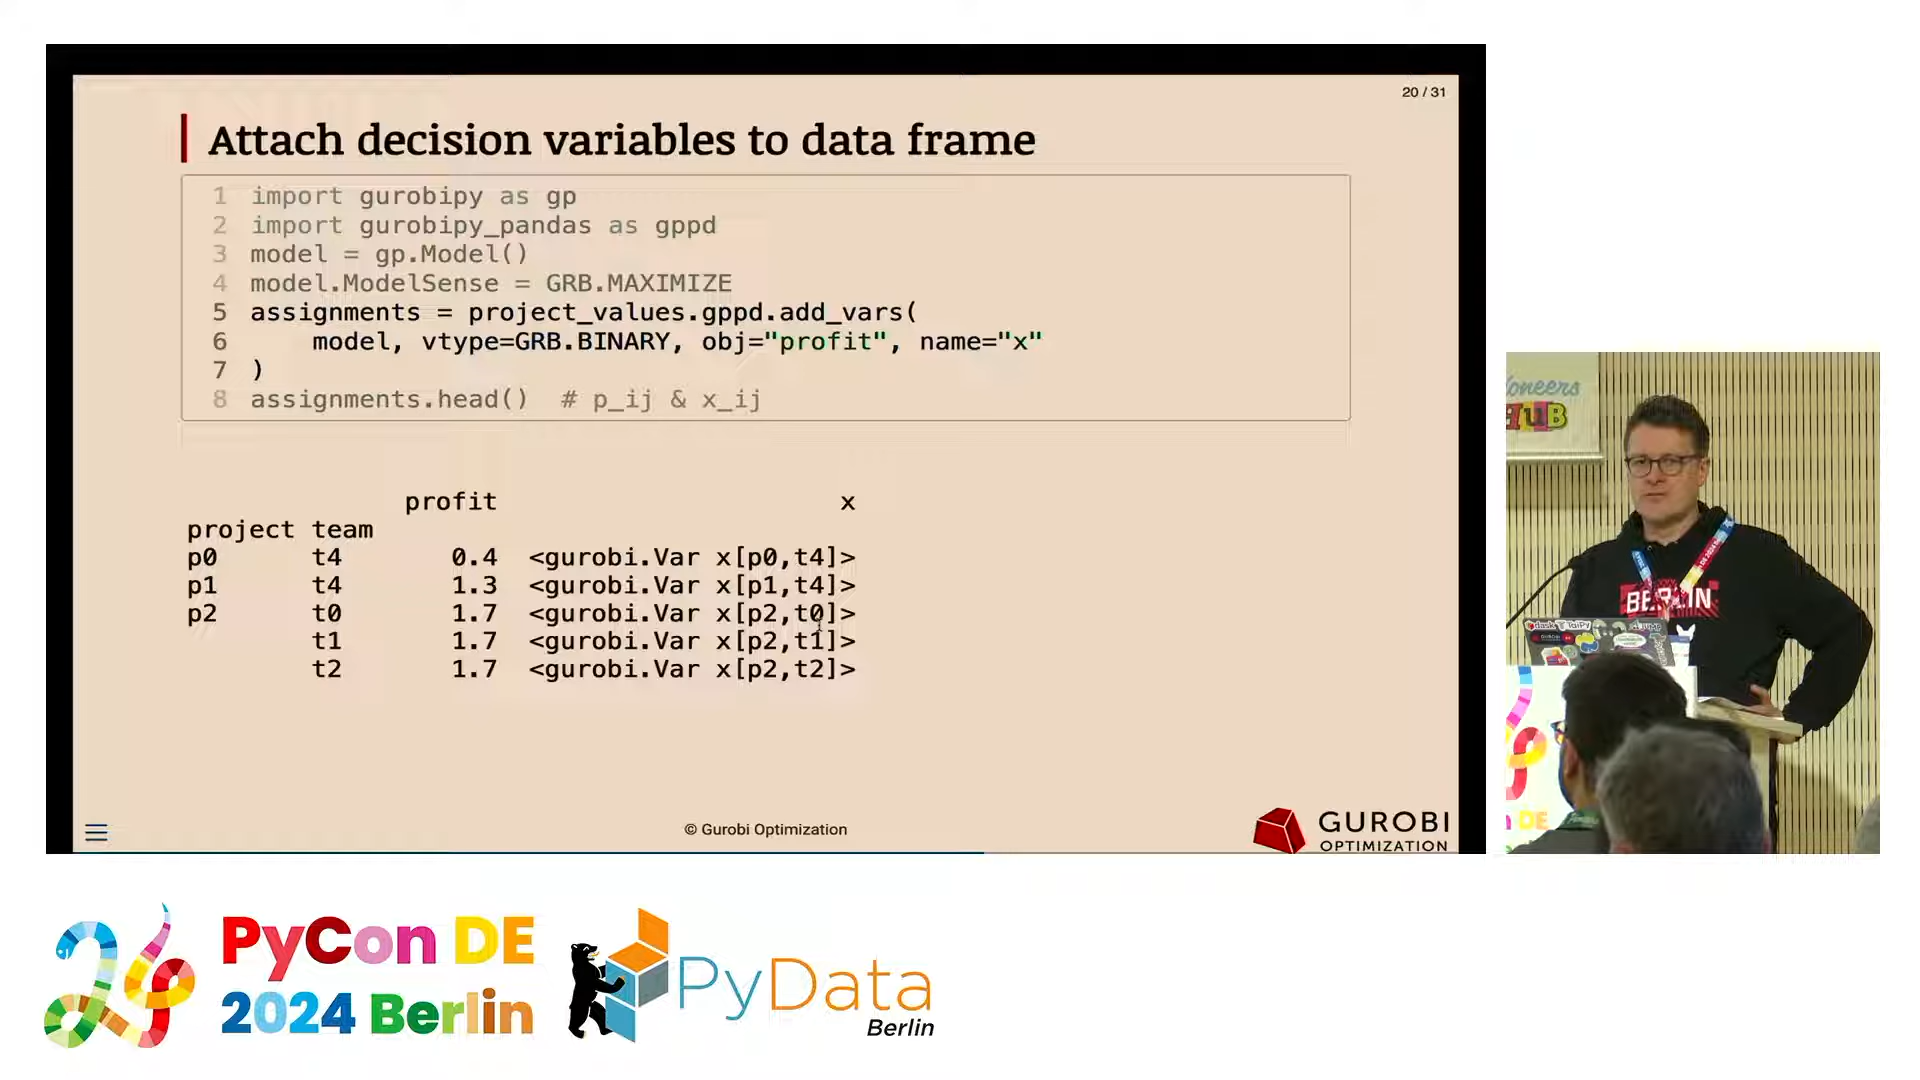 20 / 31
Attach decision variables to data frame
1 import gurobipy as gp
2 import gurobipy_pandas as gppd
3 model = gp.Model()
4 model.ModelSense = GRB.MAXIMIZE
5 assignments = project_values.gppd.add_vars(
6     model, vtype=GRB.BINARY, obj="profit", name="x"
7 )
8 assignments.head()  # p_ij & x_ij
profit x
project team
p0 t4 0.4 <gurobi.Var x[p0,t4]>
p1 t4 1.3 <gurobi.Var x[p1,t4]>
p2 t0 1.7 <gurobi.Var x[p2,t0]>
t1 1.7 <gurobi.Var x[p2,t1]>
t2 1.7 <gurobi.Var x[p2,t2]>
© Gurobi Optimization
GUROBI
OPTIMIZATION
ioneers
HUB
BERLIN
dask
DE
PyCon DE
2024 Berlin
PyData
Berlin